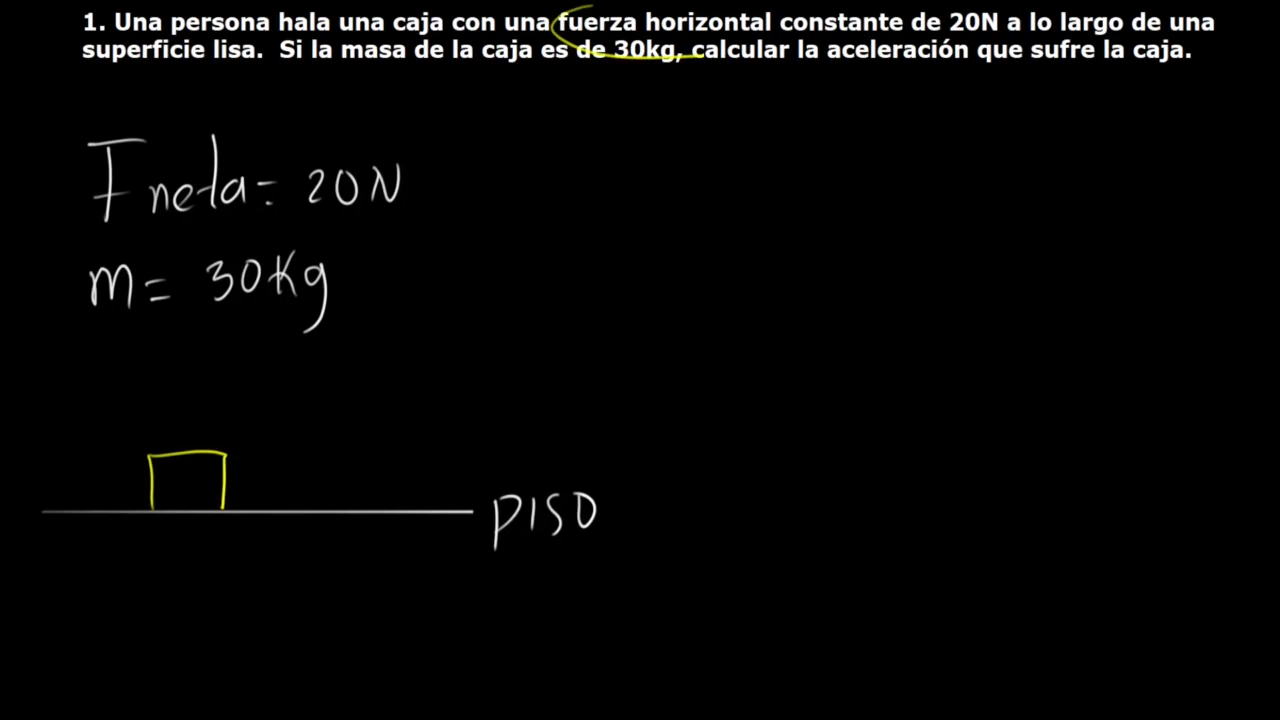 1. Una persona hala una caja con una fuerza horizontal constante de 20N a lo largo de una
superficie lisa.  Si la masa de la caja es de 30kg, calcular la aceleración que sufre la caja.
Fneta= 20N
m= 30Kg
PISO